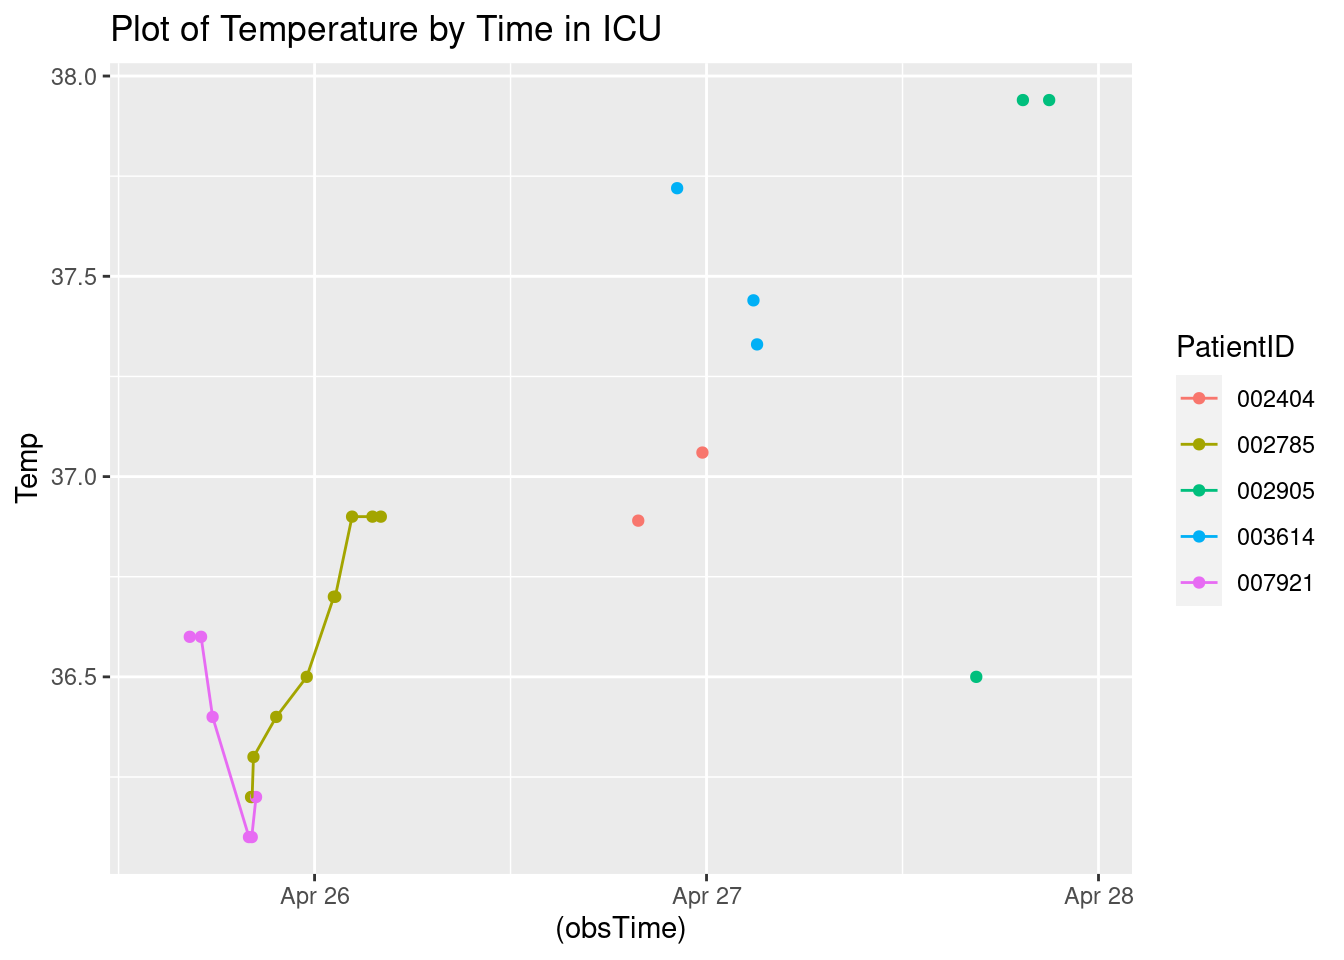 Plot of Temperature by Time in ICU
38.0
37.5
37.0
36.5
Temp
Apr 26
Apr 27
Apr 28
(obsTime)
PatientID
002404
002785
002905
003614
007921